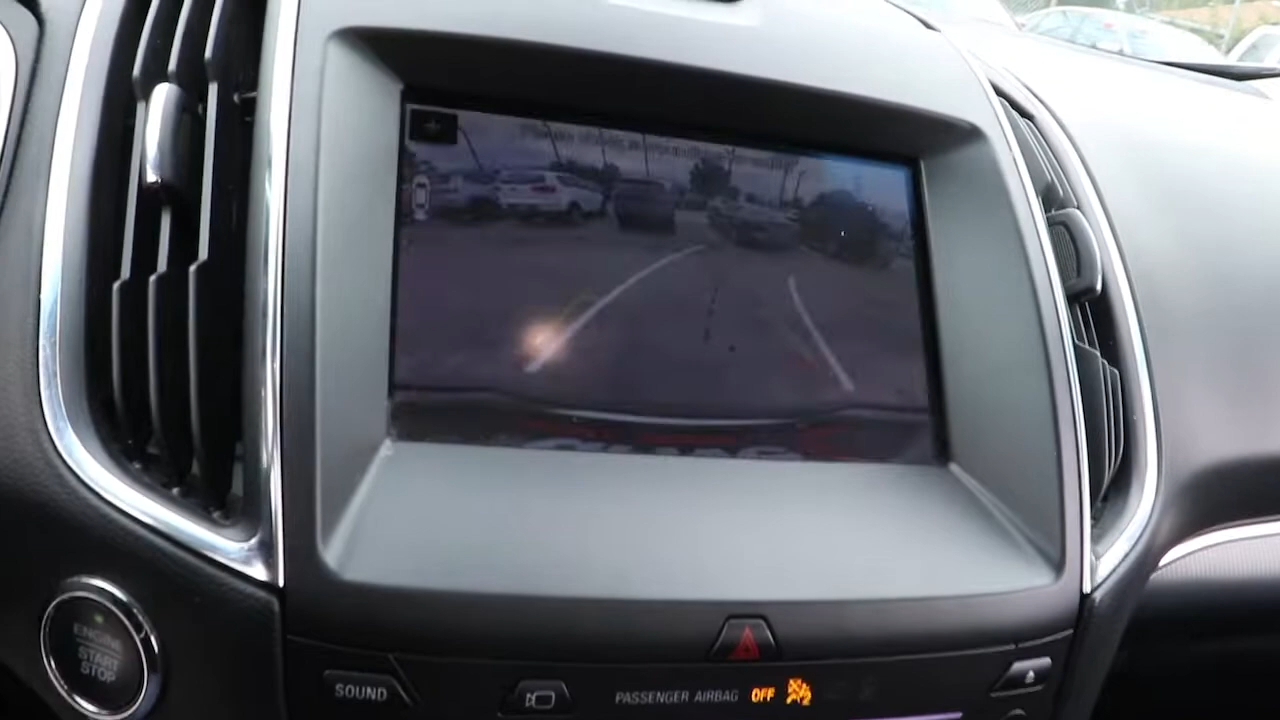 ENGINE
START
STOP
SOUND
PASSENGER AIRBAG OFF